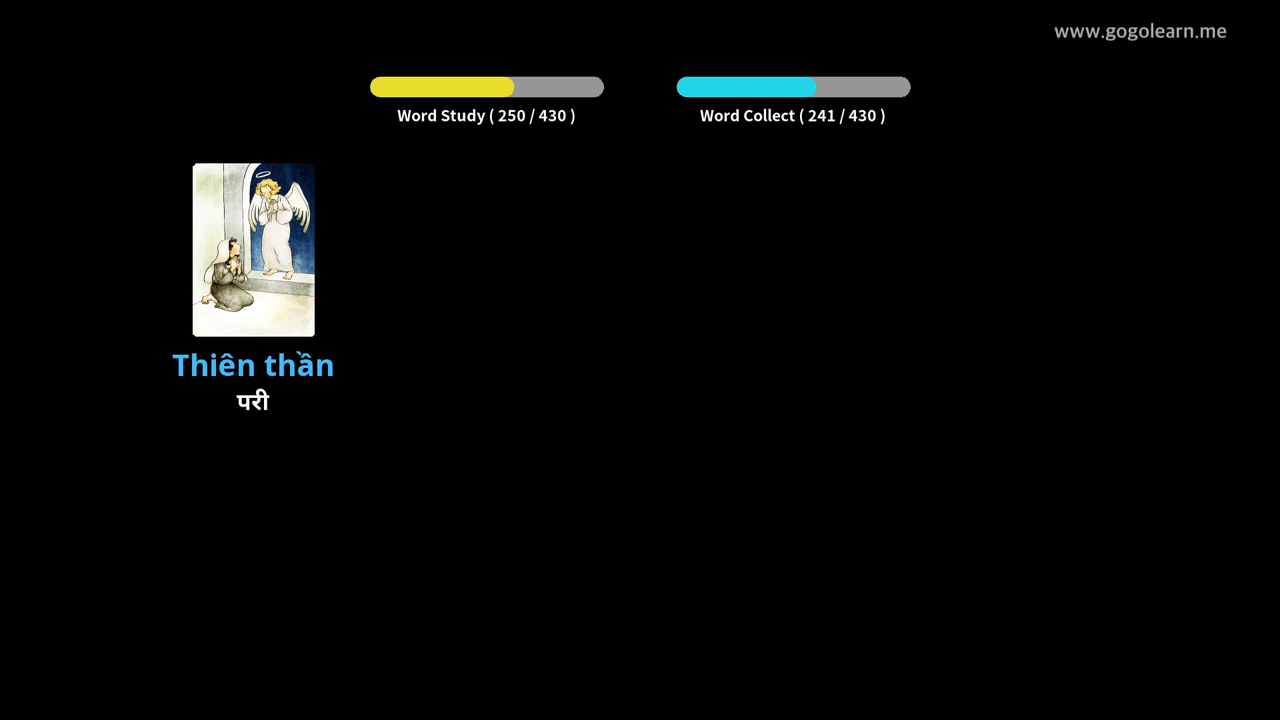 www.gogolearn.me
Word Study ( 250 / 430 )
Word Collect ( 241 / 430 )
Thiên thần
परी